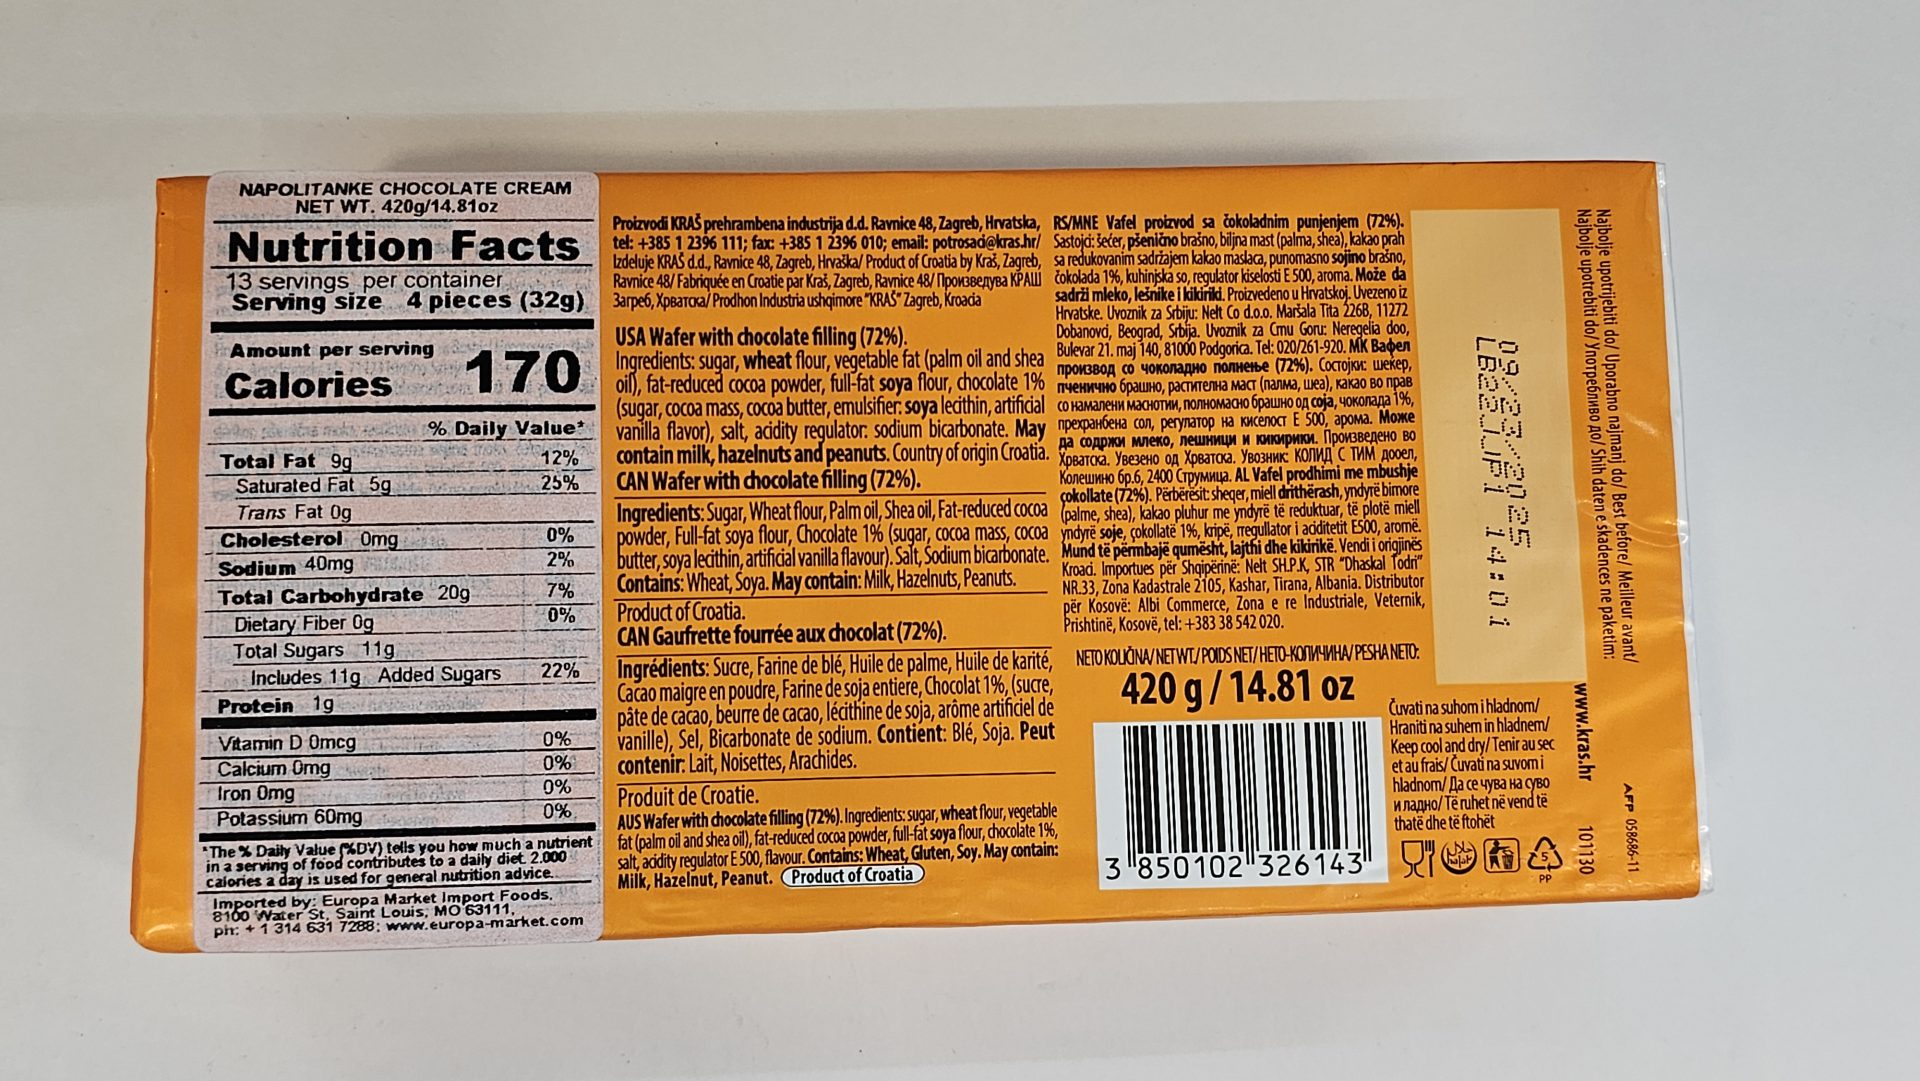 NAPOLITANKE CHOCOLATE CREAM
NET WT. 420g/14.81oz
Nutrition Facts
13 servings per container
Serving size 4 pieces (32g)
Amount per serving
Calories 170
% Daily Value*
Total Fat 9g 12%
Saturated Fat 5g 25%
Trans Fat 0g
Cholesterol 0mg 0%
Sodium 40mg 2%
Total Carbohydrate 20g 7%
Dietary Fiber 0g 0%
Total Sugars 11g
Includes 11g Added Sugars 22%
Protein 1g
Vitamin D 0mcg 0%
Calcium 0mg 0%
Iron 0mg 0%
Potassium 60mg 0%
*The % Daily Value (%DV) tells you how much a nutrient
in a serving of food contributes to a daily diet. 2.000
calories a day is used for general nutrition advice.
Imported by: Europa Market Import Foods.
8100 Water St, Saint Louis; MO 63111,
ph: + 1 314 631 7288; www.europa-market.com
Proizvodi KRAŠ prehrambena industrija d.d. Ravnice 48, Zagreb, Hrvatska,
tel: +385 1 2396 111; fax: +385 1 2396 010; email: potrosaci@kras.hr/
Izdeluje KRAŠ d.d., Ravnice 48, Zagreb, Hrvaška/ Product of Croatia by Kraš, Zagreb,
Ravnice 48/ Fabriquée en Croatie par Kraš, Zagreb, Ravnice 48/ Произведува КРАШ
Загреб, Хрватска/ Prodhon Industria ushqimore "KRAŠ" Zagreb, Kroacia
USA Wafer with chocolate filling (72%).
Ingredients: sugar, wheat flour, vegetable fat (palm oil and shea
oil), fat-reduced cocoa powder, full-fat soya flour, chocolate 1%
(sugar, cocoa mass, cocoa butter, emulsifier: soya lecithin, artificial
vanilla flavor), salt, acidity regulator: sodium bicarbonate. May
contain milk, hazelnuts and peanuts. Country of origin Croatia.
CAN Wafer with chocolate filling (72%).
Ingredients: Sugar, Wheat flour, Palm oil, Shea oil, Fat-reduced cocoa
powder, Full-fat soya flour, Chocolate 1% (sugar, cocoa mass, cocoa
butter, soya lecithin, artificial vanilla flavour). Salt, Sodium bicarbonate.
Contains: Wheat, Soya. May contain: Milk, Hazelnuts, Peanuts.
Product of Croatia.
CAN Gaufrette fourrée aux chocolat (72%).
Ingrédients: Sucre, Farine de blé, Huile de palme, Huile de karité,
Cacao maigre en poudre, Farine de soja entiere, Chocolat 1%, (sucre,
pâte de cacao, beurre de cacao, lécithine de soja, arôme artificiel de
vanille), Sel, Bicarbonate de sodium. Contient: Blé, Soja. Peut
contenir: Lait, Noisettes, Arachides.
Produit de Croatie.
AUS Wafer with chocolate filling (72%). Ingredients: sugar, wheat flour, vegetable
fat (palm oil and shea oil), fat-reduced cocoa powder, full-fat soya flour, chocolate 1%,
salt, acidity regulator E 500, flavour. Contains: Wheat, Gluten, Soy. May contain:
Milk, Hazelnut, Peanut. Product of Croatia
RS/MNE Vafel proizvod sa čokoladnim punjenjem (72%).
Sastojci: šećer, pšenično brašno, biljna mast (palma, shea), kakao prah
sa redukovanim sadržajem kakao maslaca, punomasno sojino brašno,
čokolada 1%, kuhinjska so, regulator kiselosti E 500, aroma. Može da
sadrži mleko, lešnike i kikiriki. Proizvedeno u Hrvatskoj. Uvezeno iz
Hrvatske. Uvoznik za Srbiju: Nelt Co d.o.o. Maršala Tita 226B, 11272
Dobanovci, Beograd, Srbija. Uvoznik za Crnu Goru: Neregelia doo,
Bulevar 21. maj 140, 81000 Podgorica. Tel: 020/261-920. МК Вафел
производ со чоколадно полнење (72%). Состојки: шеќер,
пченично брашно, растителна маст (палма, шеа), какао во прав
со намалени маснотии, полномасно брашно од соја, чоколада 1%,
прехранбена сол, регулатор на киселост Е 500, арома. Може
да содржи млеко, лешници и кикирики. Произведено во
Хрватска. Увезено од Хрватска. Увозник: КОЛИД С ТИМ дооел,
Колешино бр.6, 2400 Струмица. AL Vafel prodhimi me mbushje
çokollate (72%). Përbërësit: sheqer, miell drithërash, yndyrë bimore
(palme, shea), kakao pluhur me yndyrë të reduktuar, të plotë miell
yndyrë soje, çokollatë 1%, kripë, rregullator i aciditetit E500, aromë.
Mund të përmbajë qumësht, lajthi dhe kikirikë. Vendi i origjinës
Kroaci. Importues për Shqipërinë: Nelt SH.P.K, STR "Dhaskal Todri"
NR.33, Zona Kadastrale 2105, Kashar, Tirana, Albania. Distributor
për Kosovë: Albi Commerce, Zona e re Industriale, Veternik,
Prishtinë, Kosovë, tel: +383 38 542 020.
NETO KOLIČINA/ NET WT./ POIDS NET/ НЕТО-КОЛИЧИНА/ PESHA NETO:
420 g / 14.81 oz
3 850102 326143
Čuvati na suhom i hladnom/
Hraniti na suhem in hladnem/
Keep cool and dry/ Tenir au sec
et au frais/ Čuvati na suvom i
hladnom/ Да се чува на суво
и ладно/ Të ruhet në vend të
thatë dhe të ftohët
halal
5
PP
09/23/2025
LB231JP1 14:01
Najbolje upotrijebiti do/ Uporabno najmanj do/ Best before/ Meilleur avant/
Najbolje upotrebiti do/ Употребливо до/ Shih daten e skadences ne paketim:
www.kras.hr
101130
AFP 058686-11